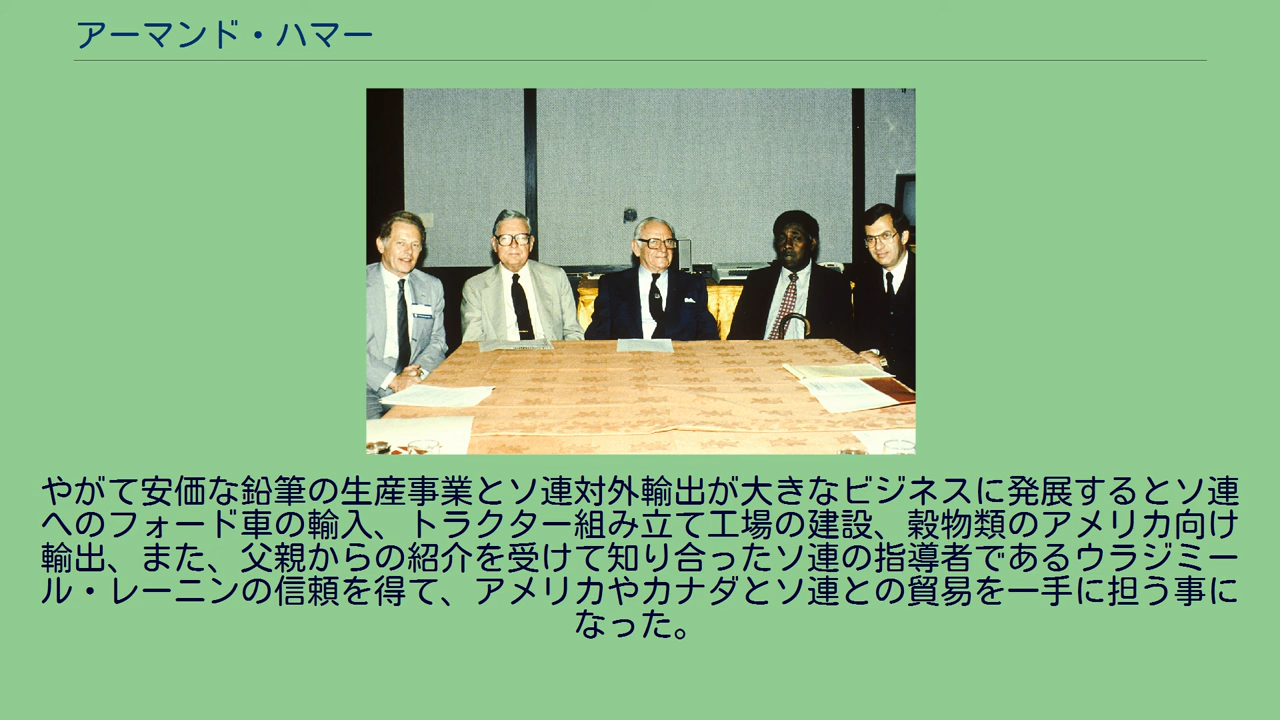 アーマンド・ハマー
やがて安価な鉛筆の生産事業とソ連対外輸出が大きなビジネスに発展するとソ連
へのフォード車の輸入、トラクター組み立て工場の建設、穀物類のアメリカ向け
輸出、また、父親からの紹介を受けて知り合ったソ連の指導者であるウラジミー
ル・レーニンの信頼を得て、アメリカやカナダとソ連との貿易を一手に担う事に
なった。